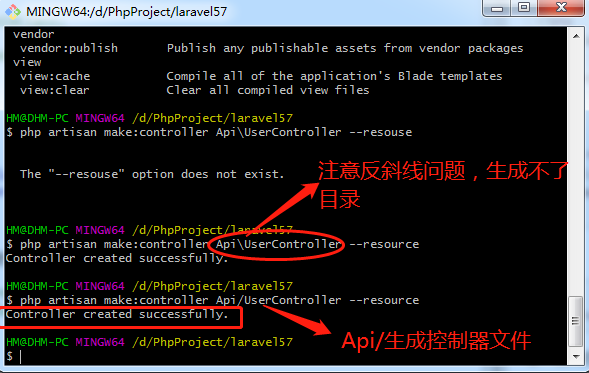 MINGW64:/d/PhpProject/laravel57
vendor
vendor:publish Publish any publishable assets from vendor packages
view
view:cache Compile all of the application's Blade templates
view:clear Clear all compiled view files
HM@DHM-PC MINGW64 /d/PhpProject/laravel57
$ php artisan make:controller Api\UserController --resouse
The "--resouse" option does not exist.
注意反斜线问题，生成不了
目录
HM@DHM-PC MINGW64 /d/PhpProject/laravel57
$ php artisan make:controller Api\UserController --resource
Controller created successfully.
HM@DHM-PC MINGW64 /d/PhpProject/laravel57
$ php artisan make:controller Api/UserController --resource
Controller created successfully.
Api/生成控制器文件
HM@DHM-PC MINGW64 /d/PhpProject/laravel57
$